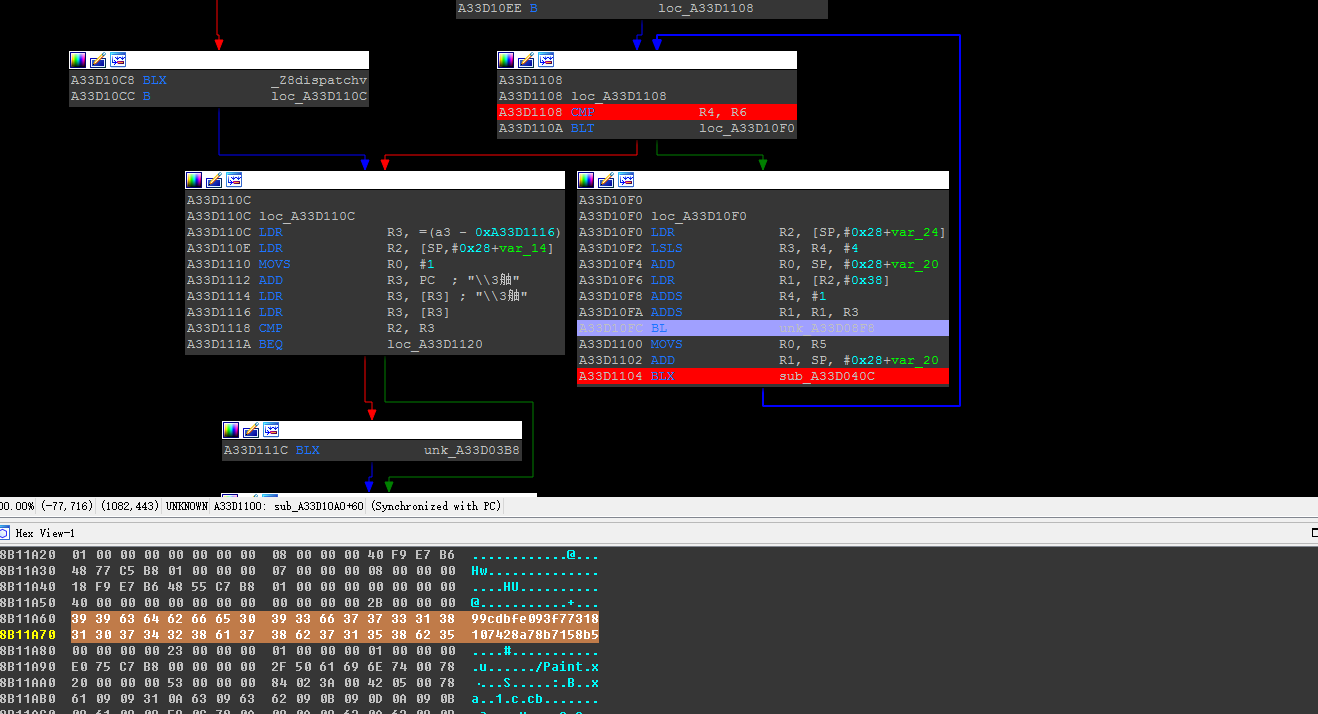 A33D10EE B loc_A33D1108
A33D10C8 BLX _Z8dispatchv
A33D10CC B loc_A33D110C
A33D1108
A33D1108 loc_A33D1108
A33D1108 CMP R4, R6
A33D110A BLT loc_A33D10F0
A33D110C
A33D110C loc_A33D110C
A33D110C LDR R3, =(a3 - 0xA33D1116)
A33D110E LDR R2, [SP,#0x28+var_14]
A33D1110 MOVS R0, #1
A33D1112 ADD R3, PC ; "\\3舳"
A33D1114 LDR R3, [R3] ; "\\3舳"
A33D1116 LDR R3, [R3]
A33D1118 CMP R2, R3
A33D111A BEQ loc_A33D1120
A33D10F0
A33D10F0 loc_A33D10F0
A33D10F0 LDR R2, [SP,#0x28+var_24]
A33D10F2 LSLS R3, R4, #4
A33D10F4 ADD R0, SP, #0x28+var_20
A33D10F6 LDR R1, [R2,#0x38]
A33D10F8 ADDS R4, #1
A33D10FA ADDS R1, R1, R3
A33D10FC BL unk_A33D08F8
A33D1100 MOVS R0, R5
A33D1102 ADD R1, SP, #0x28+var_20
A33D1104 BLX sub_A33D040C
A33D111C BLX unk_A33D03B8
00.00% (-77,716) (1082,443) UNKNOWN A33D1100: sub_A33D10A0+60 (Synchronized with PC)
Hex View-1
8B11A20 01 00 00 00 00 00 00 00 08 00 00 00 40 F9 E7 B6 ............@...
8B11A30 48 77 C5 B8 01 00 00 00 07 00 00 00 08 00 00 00 Hw..............
8B11A40 18 F9 E7 B6 48 55 C7 B8 01 00 00 00 00 00 00 00 ....HU..........
8B11A50 40 00 00 00 00 00 00 00 00 00 00 00 2B 00 00 00 @...........+...
8B11A60 39 39 63 64 62 66 65 30 39 33 66 37 37 33 31 38 99cdbfe093f77318
8B11A70 31 30 37 34 32 38 61 37 38 62 37 31 35 38 62 35 107428a78b7158b5
8B11A80 00 00 00 00 23 00 00 00 01 00 00 00 01 00 00 00 ....#...........
8B11A90 E0 75 C7 B8 00 00 00 00 2F 50 61 69 6E 74 00 78 .u....../Paint.x
8B11AA0 20 00 00 00 53 00 00 00 84 02 3A 00 42 05 00 78 ....S.....:.B..x
8B11AB0 61 09 09 31 0A 63 09 63 62 09 0B 09 0D 0A 09 0B a..1.c.cb.......